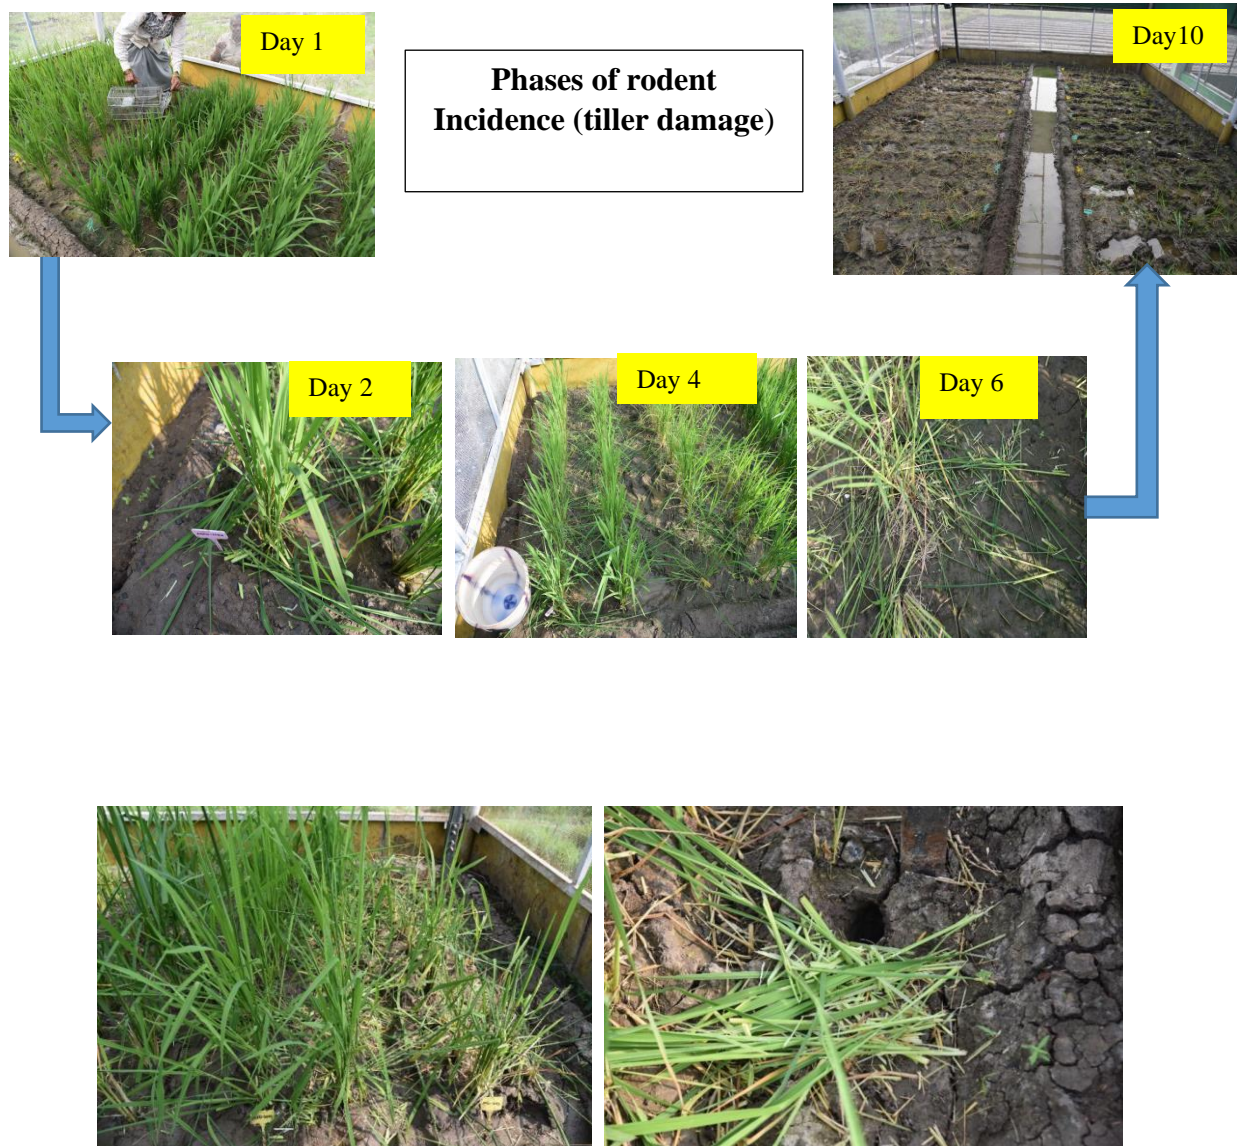 Day 1
Phases of rodent
Incidence (tiller damage)
Day10
Day 2
Day 4
Day 6